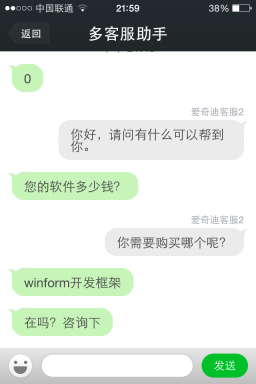 中国联通 21:59 38%
返回 多客服助手
0
爱奇迪客服2
你好，请问有什么可以帮到
你。
您的软件多少钱？
爱奇迪客服2
你需要购买哪个呢？
winform开发框架
在吗？咨询下
发送